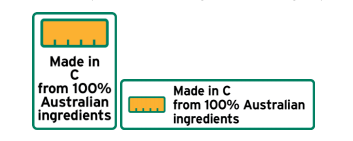 Made in
C
from 100%
Australian
ingredients
Made in C
from 100% Australian
ingredients